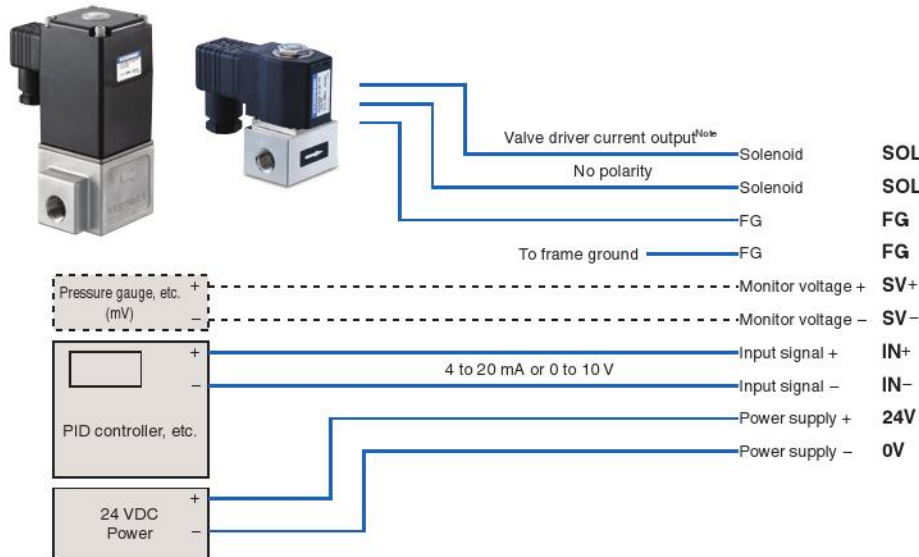 Valve driver current output^Note
Solenoid SOL
No polarity
Solenoid SOL
FG FG
To frame ground FG FG
Pressure gauge, etc. + Monitor voltage + SV+
(mV)
− Monitor voltage − SV−
+ Input signal + IN+
4 to 20 mA or 0 to 10 V
− Input signal − IN−
PID controller, etc.
Power supply + 24V
Power supply − 0V
+
24 VDC
Power −